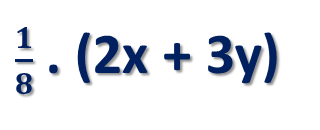 1/8 . (2x + 3y)